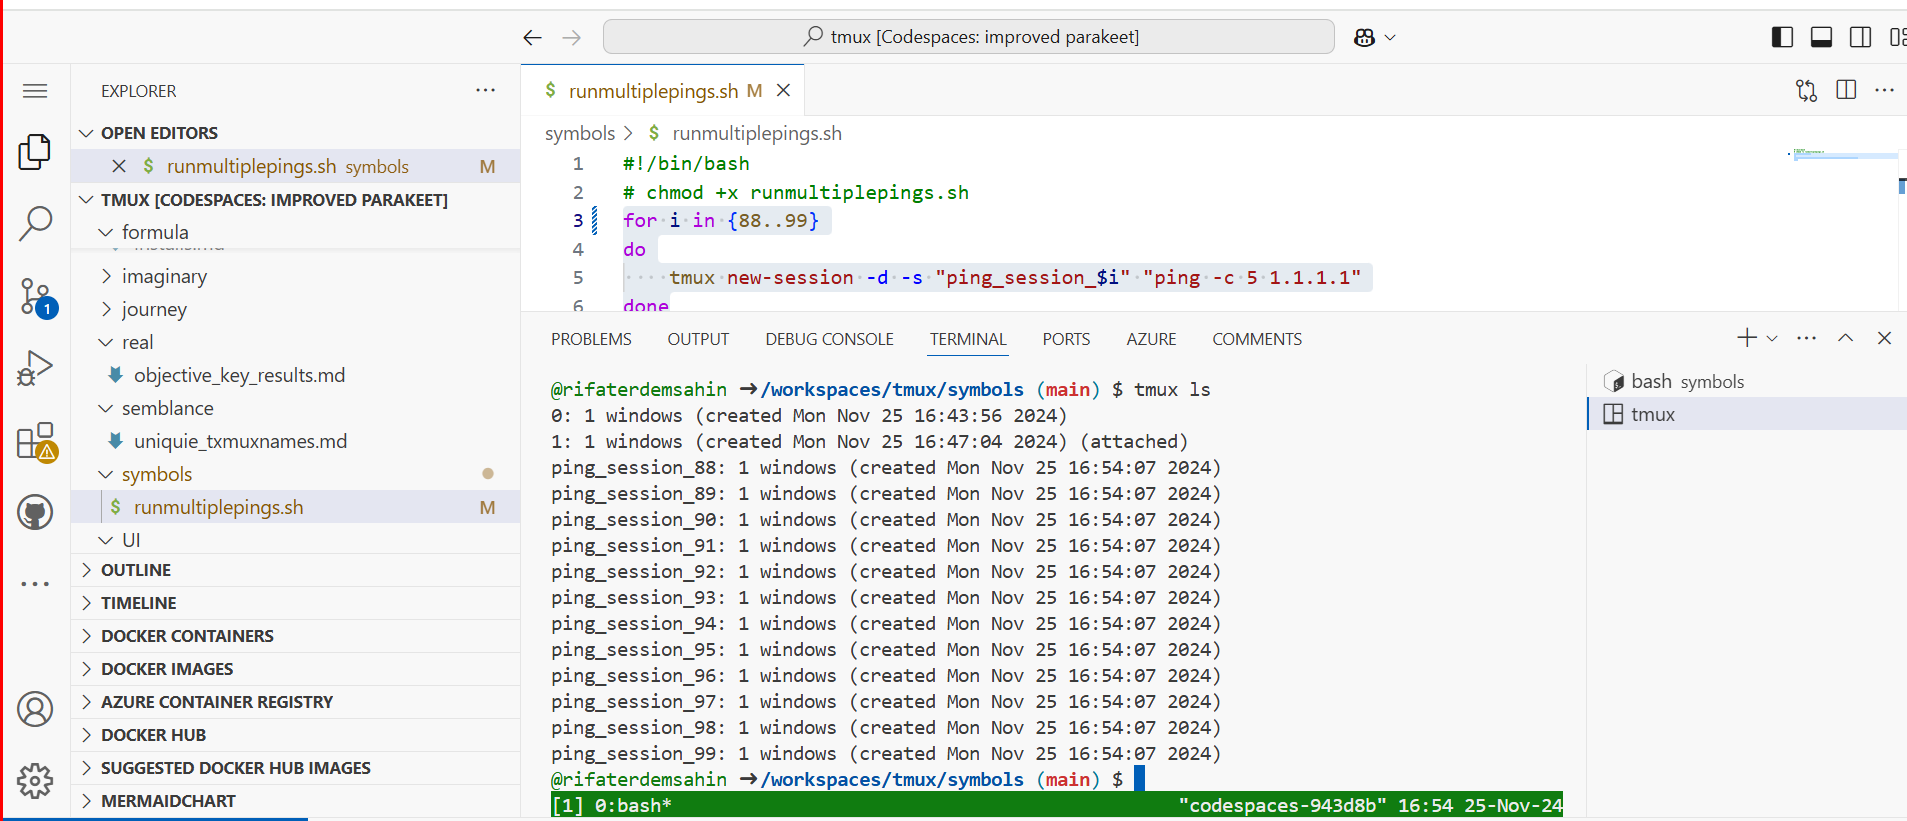 tmux [Codespaces: improved parakeet]
EXPLORER
OPEN EDITORS
runmultiplepings.sh symbols M
TMUX [CODESPACES: IMPROVED PARAKEET]
formula
imaginary
journey
real
objective_key_results.md
semblance
uniquie_txmuxnames.md
symbols
runmultiplepings.sh M
UI
OUTLINE
TIMELINE
DOCKER CONTAINERS
DOCKER IMAGES
AZURE CONTAINER REGISTRY
DOCKER HUB
SUGGESTED DOCKER HUB IMAGES
MERMAIDCHART
1
$ runmultiplepings.sh M
symbols > $ runmultiplepings.sh
1 #!/bin/bash
2 # chmod +x runmultiplepings.sh
3 for i in {88..99}
4 do
5 tmux new-session -d -s "ping_session_$i" "ping -c 5 1.1.1.1"
6 done
PROBLEMS OUTPUT DEBUG CONSOLE TERMINAL PORTS AZURE COMMENTS
@rifaterdemsahin ➜/workspaces/tmux/symbols (main) $ tmux ls
0: 1 windows (created Mon Nov 25 16:43:56 2024)
1: 1 windows (created Mon Nov 25 16:47:04 2024) (attached)
ping_session_88: 1 windows (created Mon Nov 25 16:54:07 2024)
ping_session_89: 1 windows (created Mon Nov 25 16:54:07 2024)
ping_session_90: 1 windows (created Mon Nov 25 16:54:07 2024)
ping_session_91: 1 windows (created Mon Nov 25 16:54:07 2024)
ping_session_92: 1 windows (created Mon Nov 25 16:54:07 2024)
ping_session_93: 1 windows (created Mon Nov 25 16:54:07 2024)
ping_session_94: 1 windows (created Mon Nov 25 16:54:07 2024)
ping_session_95: 1 windows (created Mon Nov 25 16:54:07 2024)
ping_session_96: 1 windows (created Mon Nov 25 16:54:07 2024)
ping_session_97: 1 windows (created Mon Nov 25 16:54:07 2024)
ping_session_98: 1 windows (created Mon Nov 25 16:54:07 2024)
ping_session_99: 1 windows (created Mon Nov 25 16:54:07 2024)
@rifaterdemsahin ➜/workspaces/tmux/symbols (main) $
[1] 0:bash* "codespaces-943d8b" 16:54 25-Nov-24
bash symbols
tmux